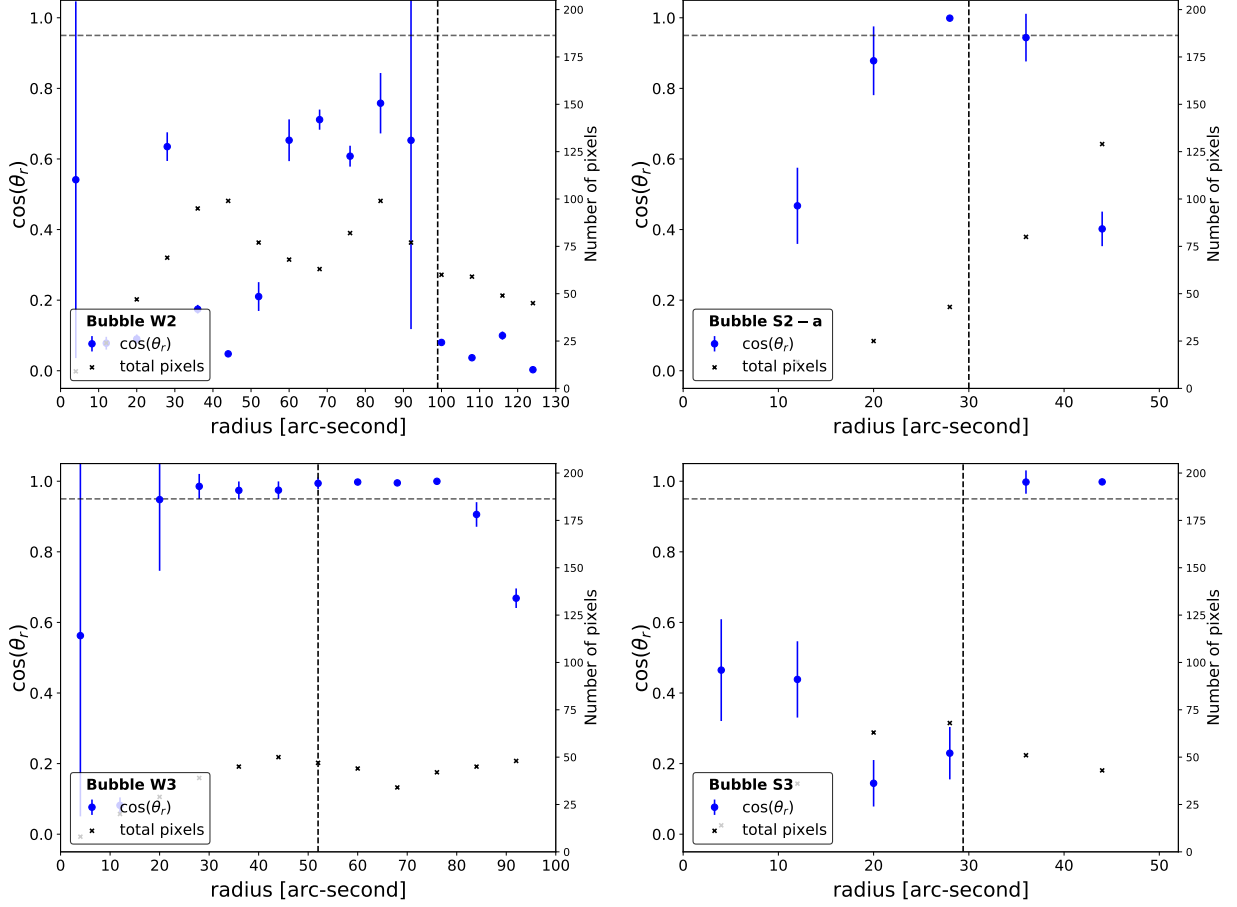 1.0
0.8
0.6
0.4
0.2
0.0
cos(θr)
200
175
150
125
100
75
50
25
0
Number of pixels
Bubble W2
cos(θr)
total pixels
0 10 20 30 40 50 60 70 80 90 100 110 120 130
radius [arc-second]
1.0
0.8
0.6
0.4
0.2
0.0
cos(θr)
200
175
150
125
100
75
50
25
0
Number of pixels
Bubble S2 − a
cos(θr)
total pixels
0 10 20 30 40 50
radius [arc-second]
1.0
0.8
0.6
0.4
0.2
0.0
cos(θr)
200
175
150
125
100
75
50
25
0
Number of pixels
Bubble W3
cos(θr)
total pixels
0 10 20 30 40 50 60 70 80 90 100
radius [arc-second]
1.0
0.8
0.6
0.4
0.2
0.0
cos(θr)
200
175
150
125
100
75
50
25
0
Number of pixels
Bubble S3
cos(θr)
total pixels
0 10 20 30 40 50
radius [arc-second]